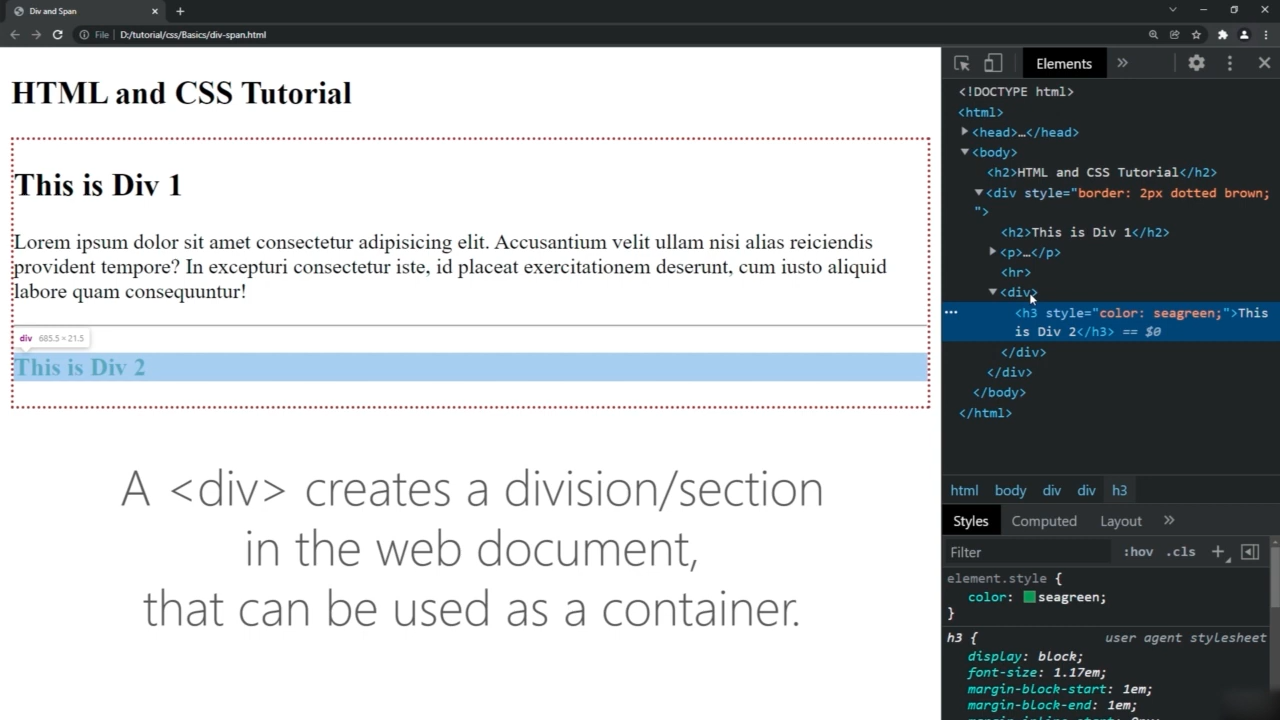 Div and Span
File
D:/tutorial/css/Basics/div-span.html
HTML and CSS Tutorial
This is Div 1
Lorem ipsum dolor sit amet consectetur adipisicing elit. Accusantium velit ullam nisi alias reiciendis
provident tempore? In excepturi consectetur iste, id placeat exercitationem deserunt, cum iusto aliquid
labore quam consequuntur!
div 685.5 × 21.5
This is Div 2
A <div> creates a division/section
in the web document,
that can be used as a container.
Elements
<!DOCTYPE html>
<html>
<head>…</head>
<body>
<h2>HTML and CSS Tutorial</h2>
<div style="border: 2px dotted brown;
">
<h2>This is Div 1</h2>
<p>…</p>
<hr>
<div>
<h3 style="color: seagreen;">This
is Div 2</h3> == $0
</div>
</div>
</body>
</html>
html body div div h3
Styles Computed Layout
Filter :hov .cls
element.style {
color: seagreen;
}
h3 { user agent stylesheet
display: block;
font-size: 1.17em;
margin-block-start: 1em;
margin-block-end: 1em;